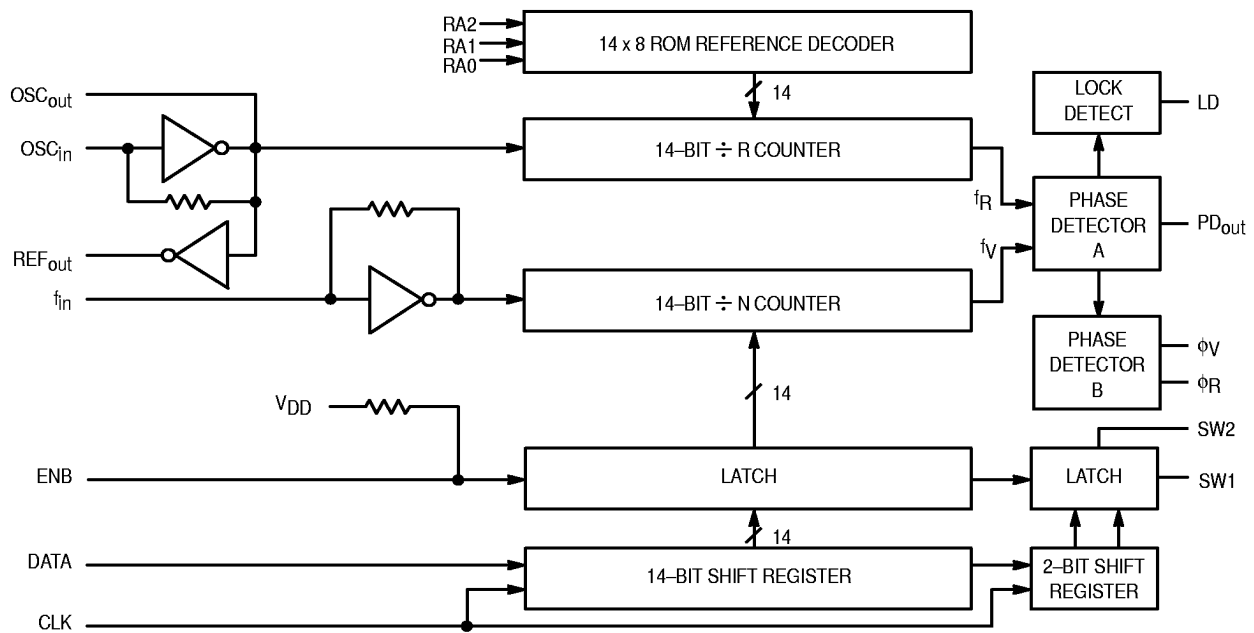 RA2
RA1
RA0
14 x 8 ROM REFERENCE DECODER
14
OSCout
OSCin
14–BIT ÷ R COUNTER
LOCK
DETECT
LD
fR
PHASE
DETECTOR
A
PDout
REFout
fV
fin
14–BIT ÷ N COUNTER
PHASE
DETECTOR
B
ϕV
ϕR
14
VDD
SW2
ENB
LATCH
LATCH
SW1
14
DATA
14–BIT SHIFT REGISTER
2–BIT SHIFT
REGISTER
CLK